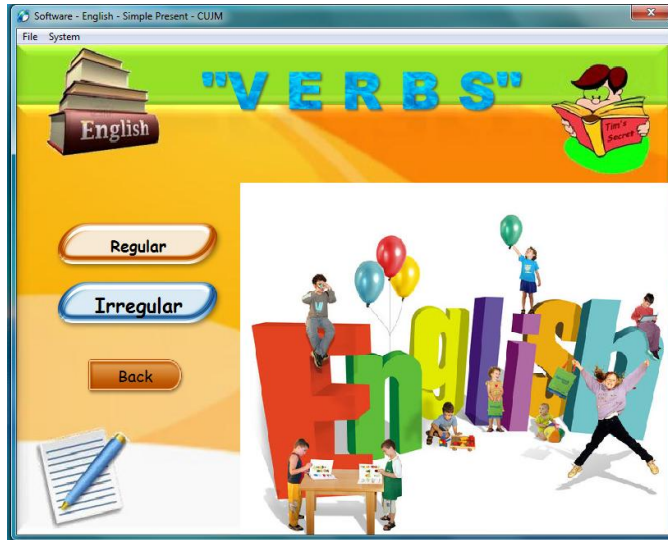 Software - English - Simple Present - CUJM
File System
"VERBS"
English
Tim's
Secret
Regular
Irregular
Back
English